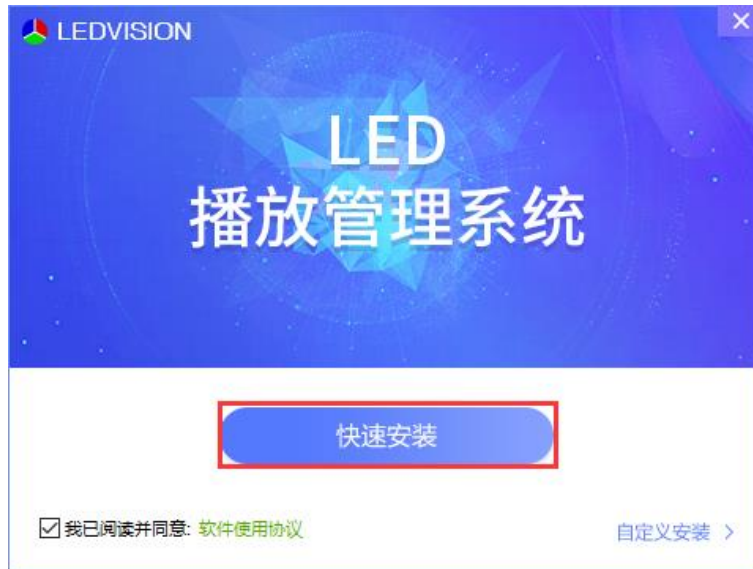 LEDVISION
LED
播放管理系统
快速安装
我已阅读并同意: 软件使用协议
自定义安装 >